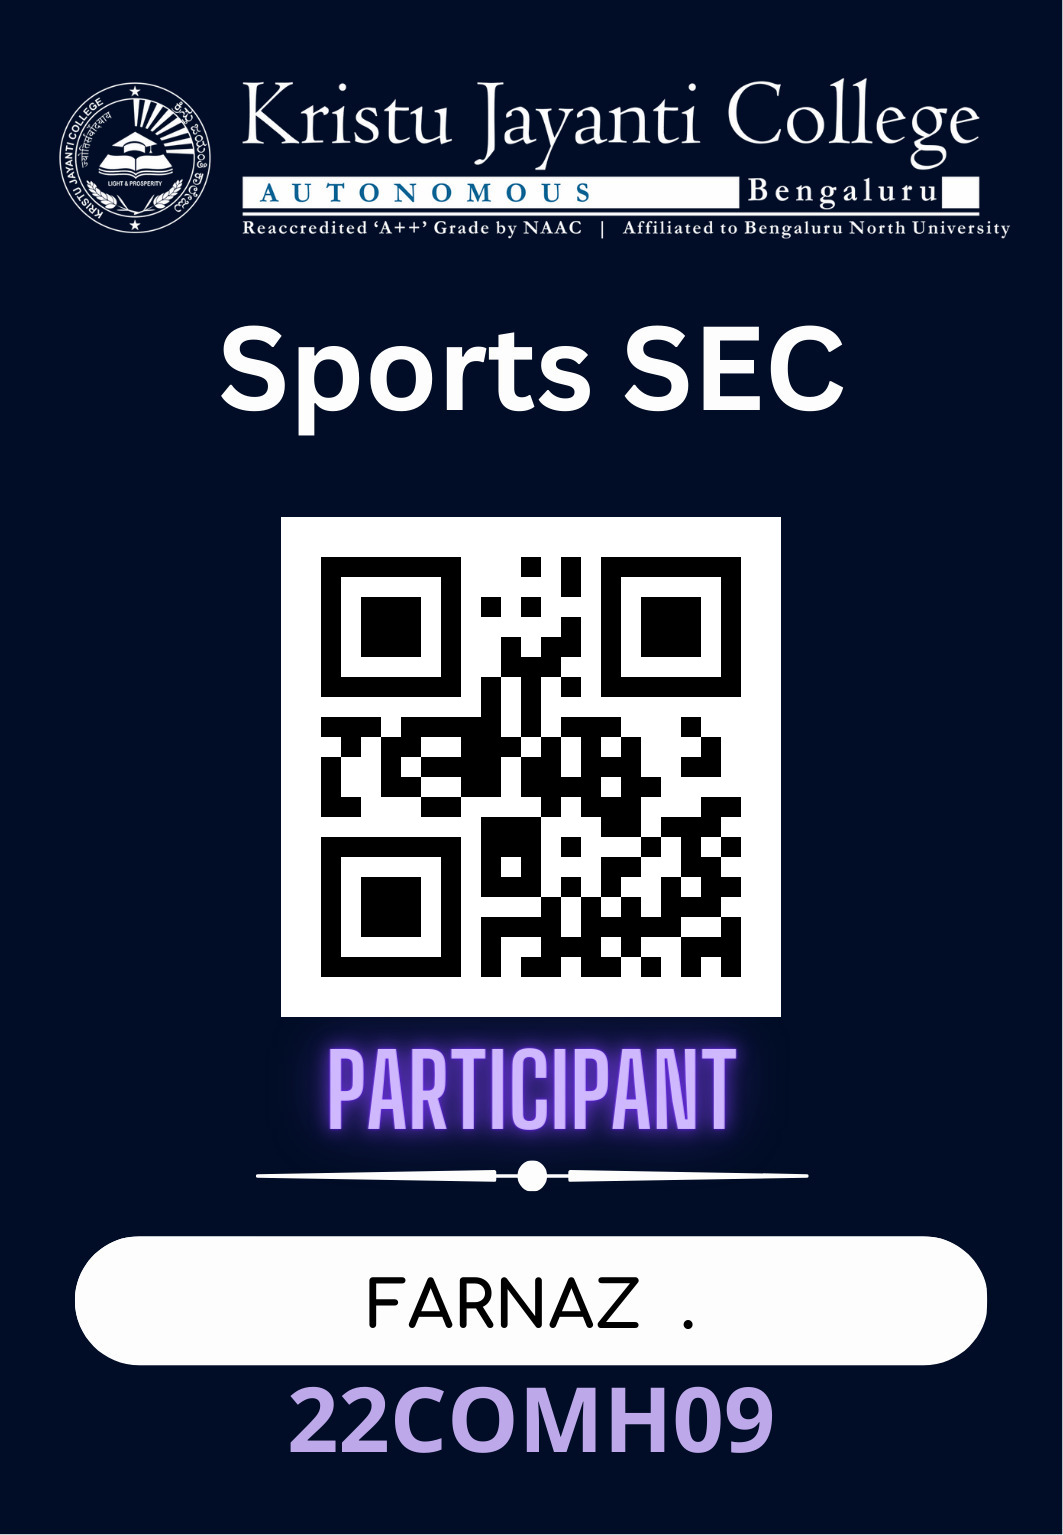 Kristu Jayanti College
AUTONOMOUS Bengaluru
Reaccredited ‘A++’ Grade by NAAC | Affiliated to Bengaluru North University
KRISTU JAYANTI COLLEGE
ಕ್ರಿಸ್ತು ಜಯಂತಿ ಕಾಲೇಜು
LIGHT & PROSPERITY
Sports SEC
PARTICIPANT
FARNAZ .
22COMH09